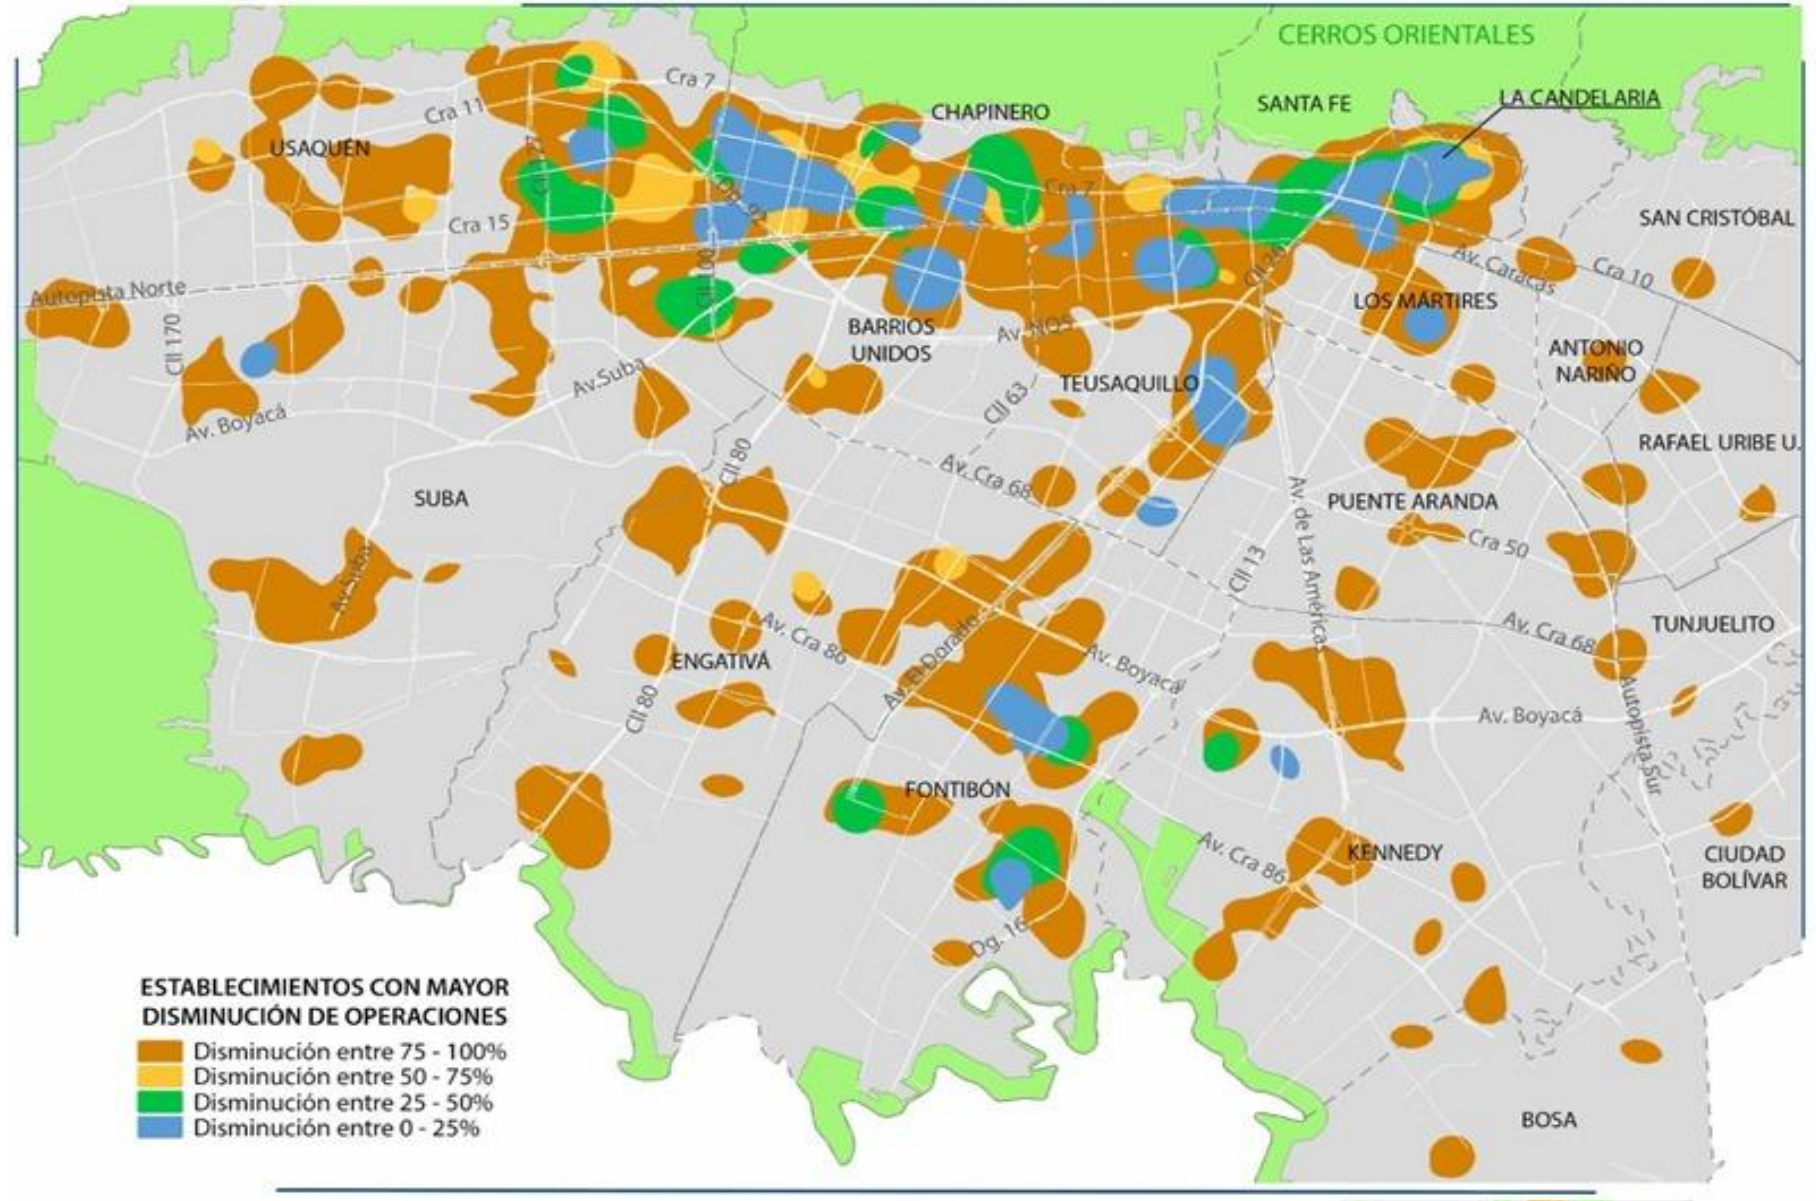 CERROS ORIENTALES
Cra 7
CHAPINERO
SANTA FE
LA CANDELARIA
Cra 11
USAQUÉN
Cra 7
Cra 15
SAN CRISTÓBAL
Cll 100
Cll 26
Av. Caracas
Cra 10
Autopista Norte
LOS MÁRTIRES
Cll 170
BARRIOS
UNIDOS
Av. NQS
ANTONIO
NARIÑO
Av.Suba
TEUSAQUILLO
Cll 63
Av. Boyacá
Cll 80
RAFAEL URIBE U.
Av. Cra 68
SUBA
Av. de Las Américas
PUENTE ARANDA
Cra 50
Av.Suba
Cll 13
Av. Cra 86
Av. Cra 68
TUNJUELITO
ENGATIVÁ
Av. El Dorado
Av. Boyacá
Cll 80
Av. Boyacá
Autopista Sur
FONTIBÓN
Av. Cra 86
KENNEDY
CIUDAD
BOLÍVAR
Dg. 16
ESTABLECIMIENTOS CON MAYOR
DISMINUCIÓN DE OPERACIONES
Disminución entre 75 - 100%
Disminución entre 50 - 75%
Disminución entre 25 - 50%
Disminución entre 0 - 25%
BOSA